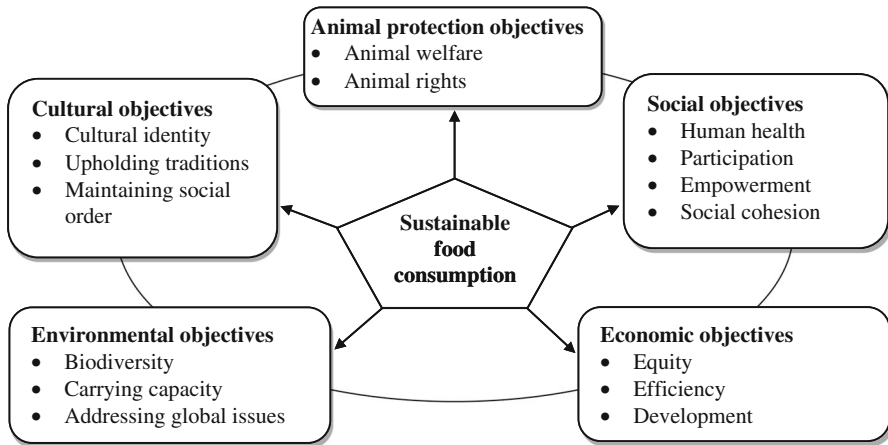 Animal protection objectives
• Animal welfare
• Animal rights
Cultural objectives
• Cultural identity
• Upholding traditions
• Maintaining social
order
Social objectives
• Human health
• Participation
• Empowerment
• Social cohesion
Sustainable
food
consumption
Environmental objectives
• Biodiversity
• Carrying capacity
• Addressing global issues
Economic objectives
• Equity
• Efficiency
• Development